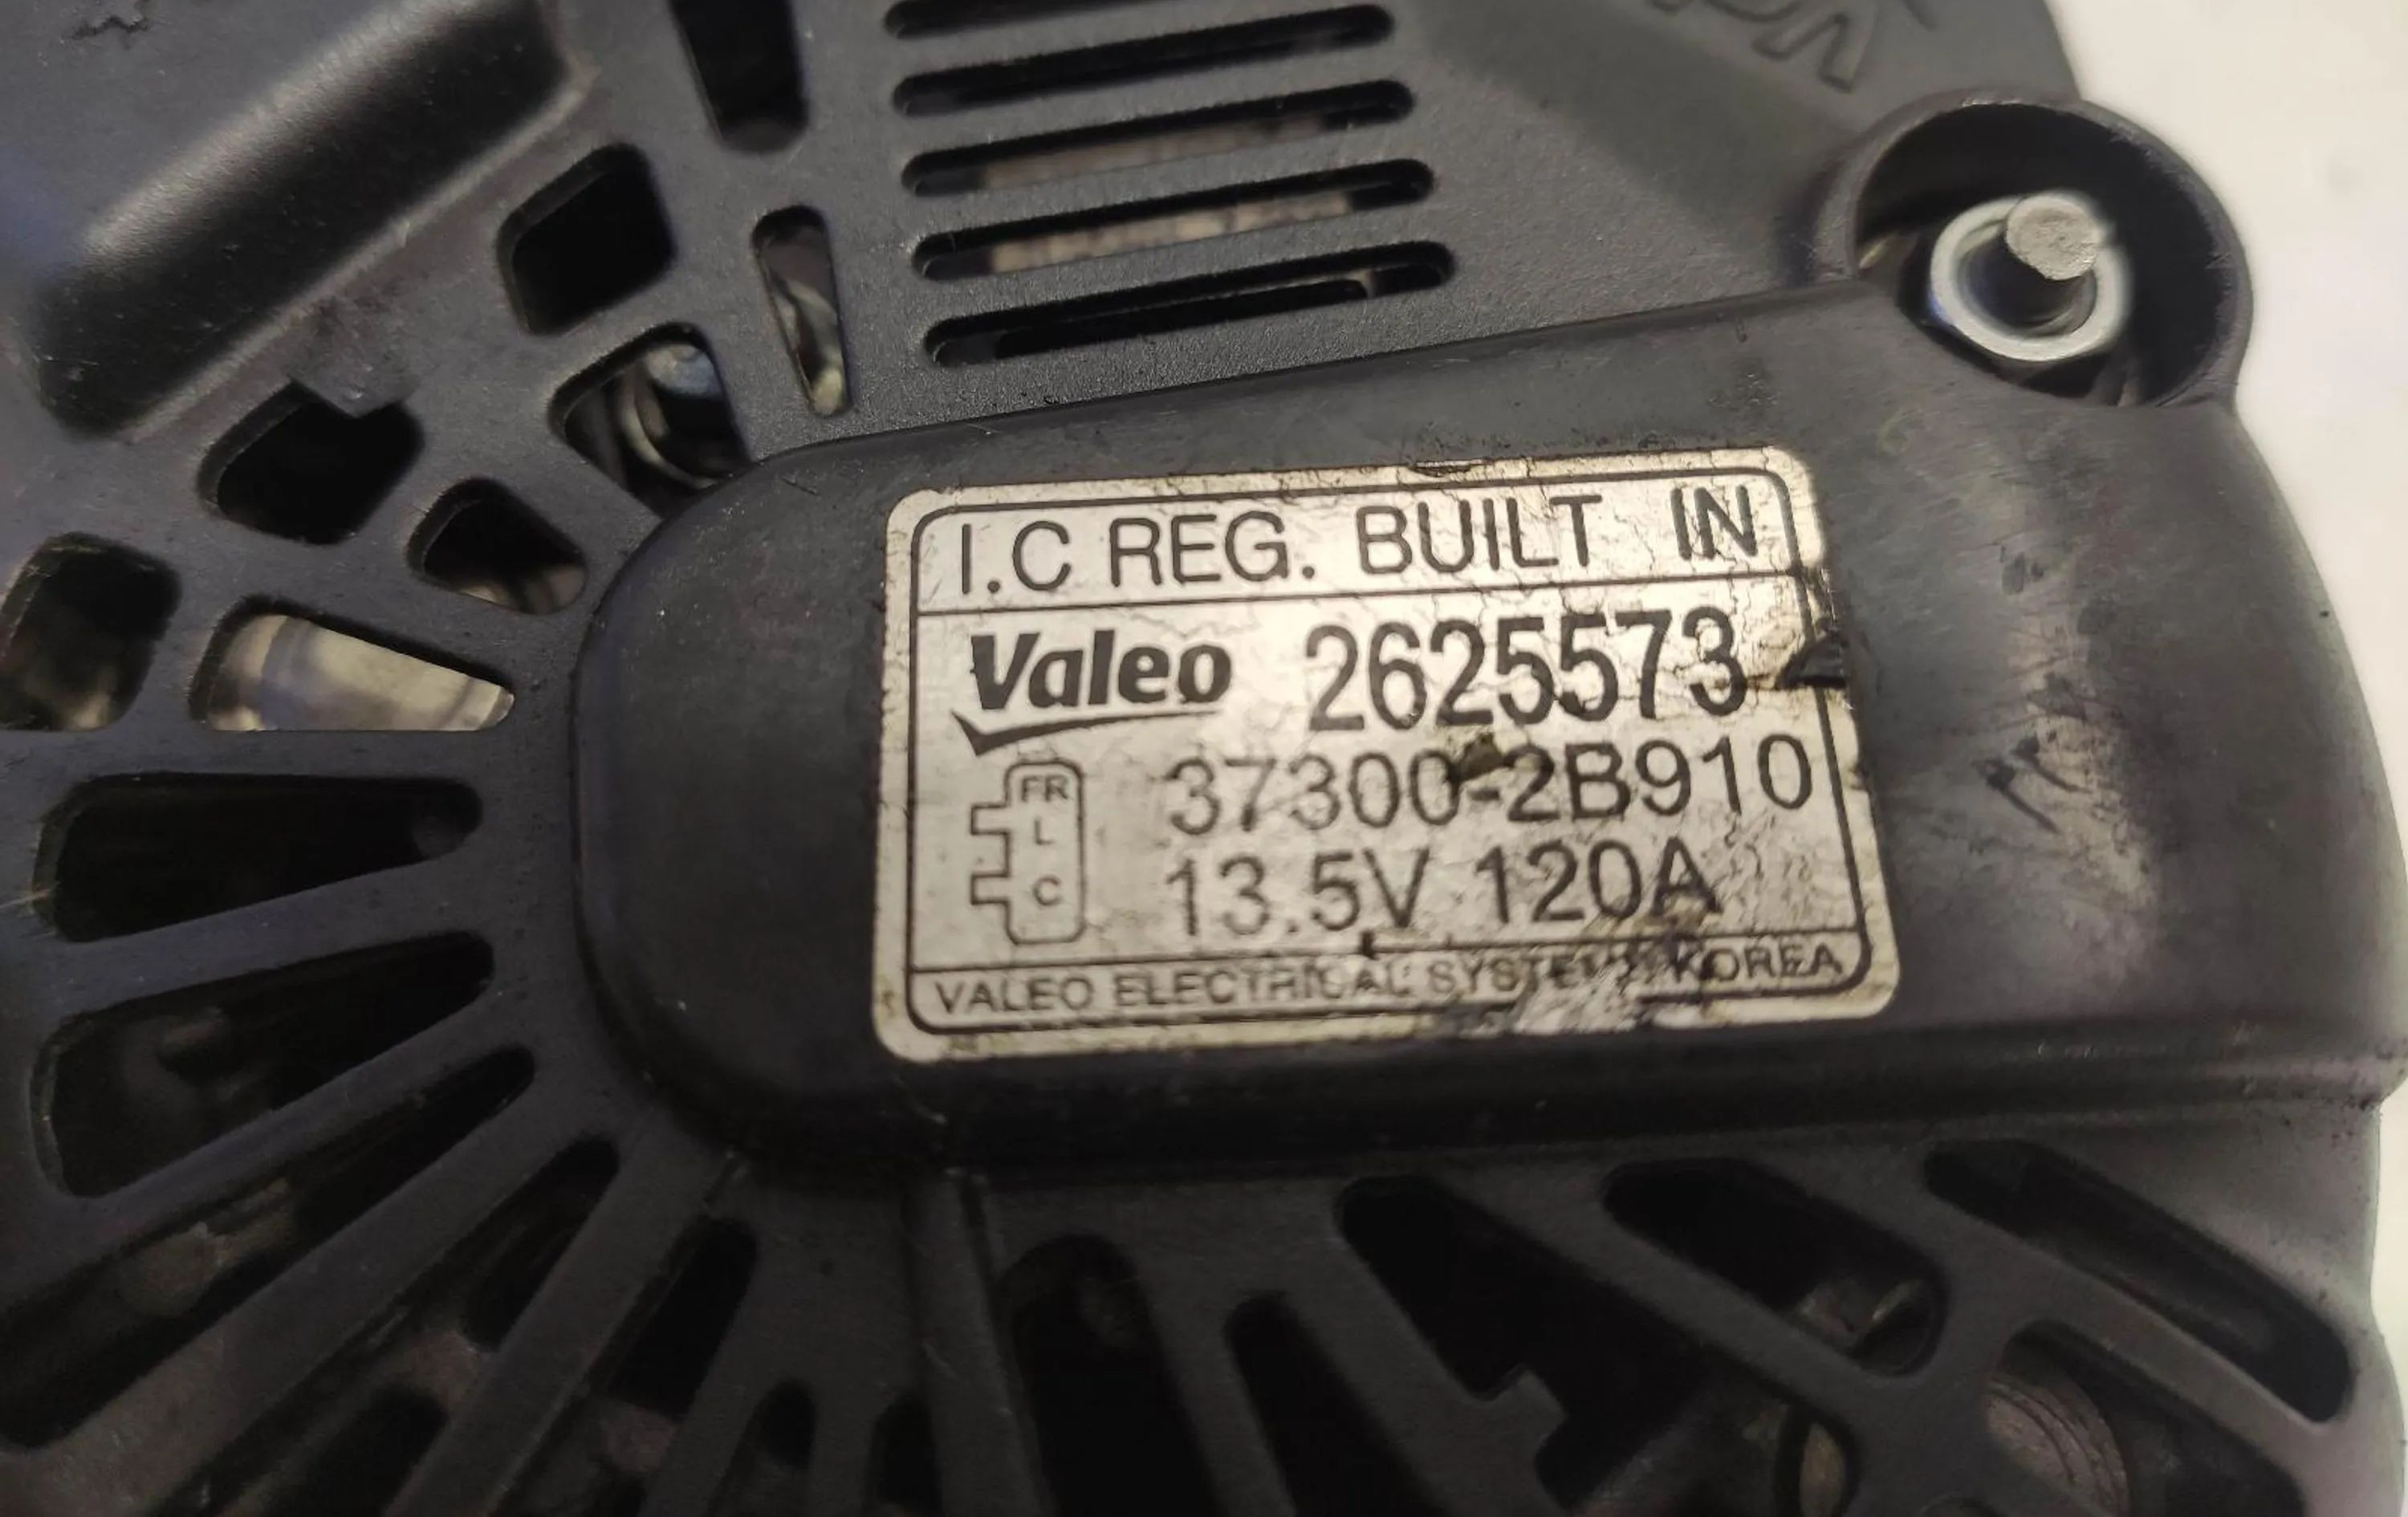 I.C REG. BUILT IN
Valeo 2625573
FR
37300-2B910
L
C
13.5V 120A
VALEO ELECTRICAL SYSTEMS KOREA